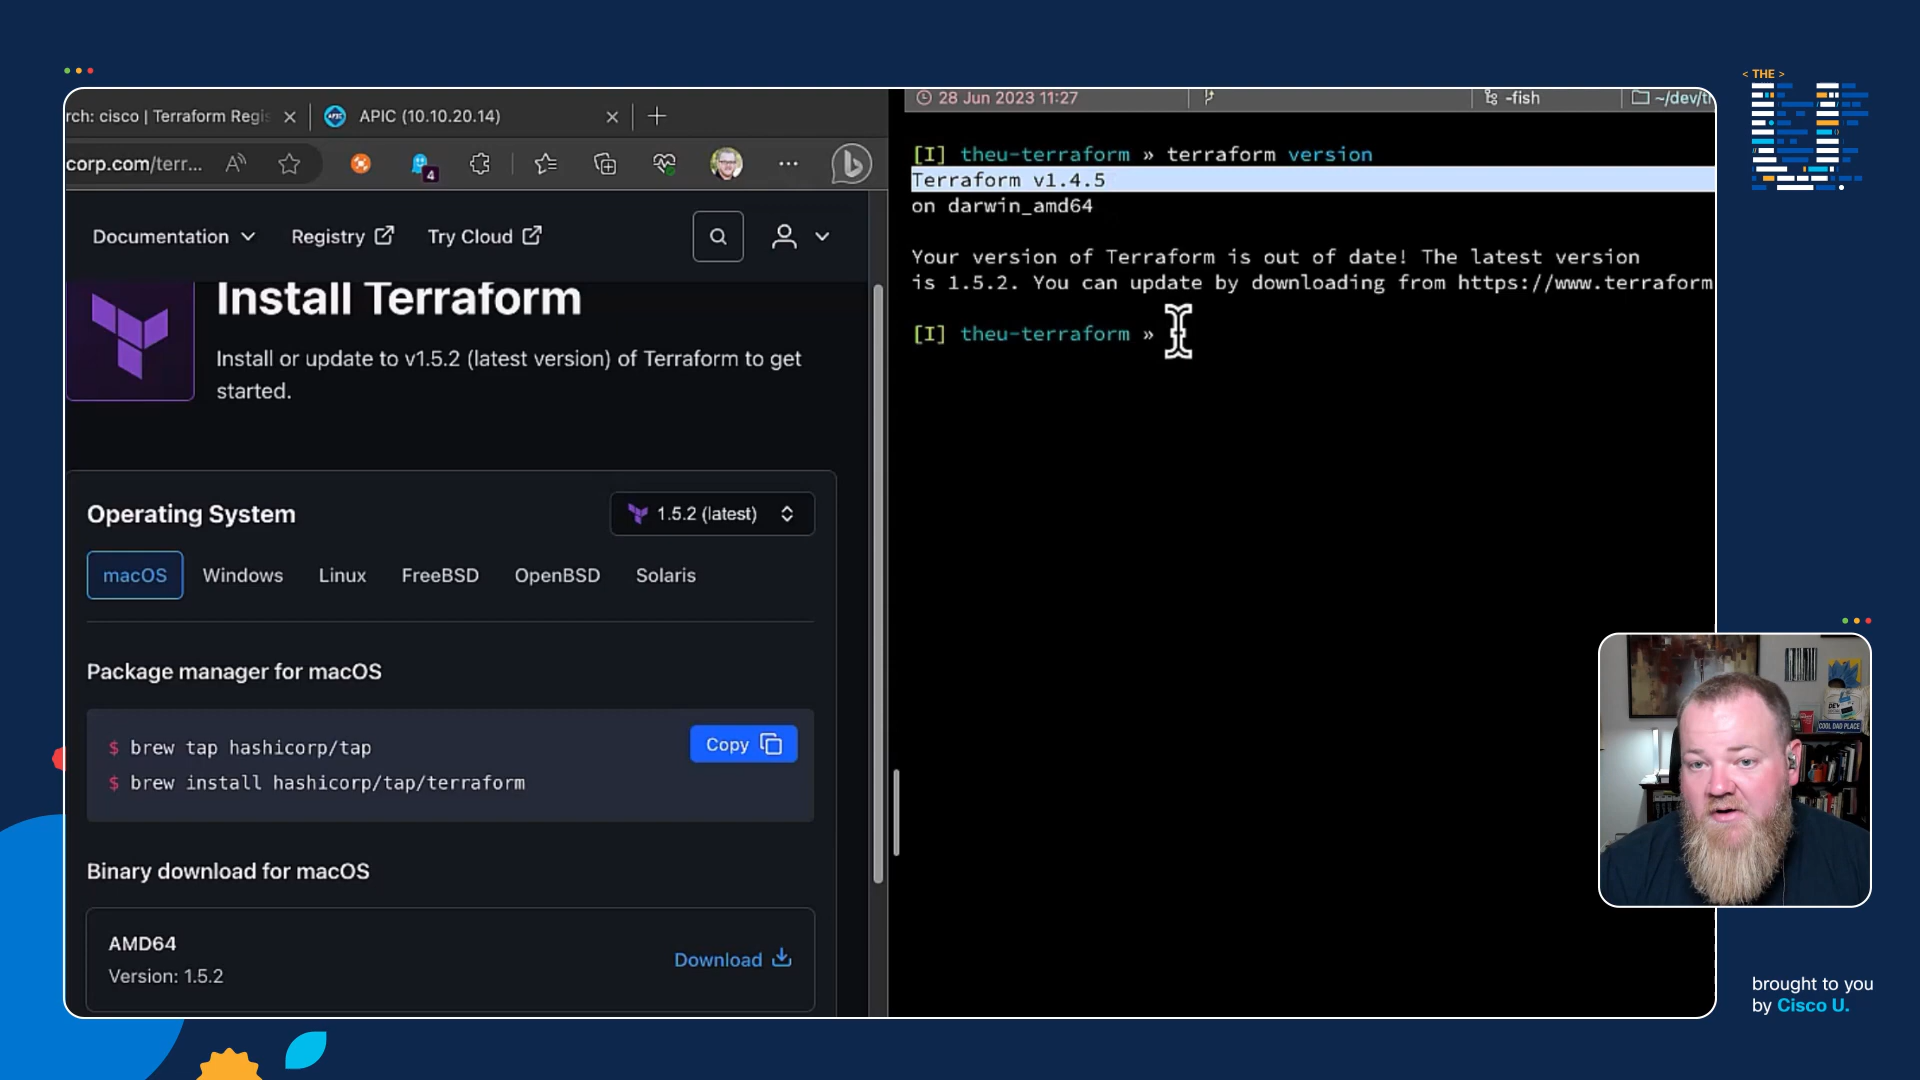 rch: cisco | Terraform Regis
APIC (10.10.20.14)
corp.com/terr...
4
Documentation
Registry
Try Cloud
Install Terraform
Install or update to v1.5.2 (latest version) of Terraform to get
started.
Operating System
1.5.2 (latest)
macOS
Windows
Linux
FreeBSD
OpenBSD
Solaris
Package manager for macOS
$ brew tap hashicorp/tap
$ brew install hashicorp/tap/terraform
Copy
Binary download for macOS
AMD64
Version: 1.5.2
Download
28 Jun 2023 11:27
-fish
~/dev/t
[I] theu-terraform » terraform version
Terraform v1.4.5
on darwin_amd64
Your version of Terraform is out of date! The latest version
is 1.5.2. You can update by downloading from https://www.terraform
[I] theu-terraform »
< THE >
COOL DAD PLACE
brought to you
by Cisco U.